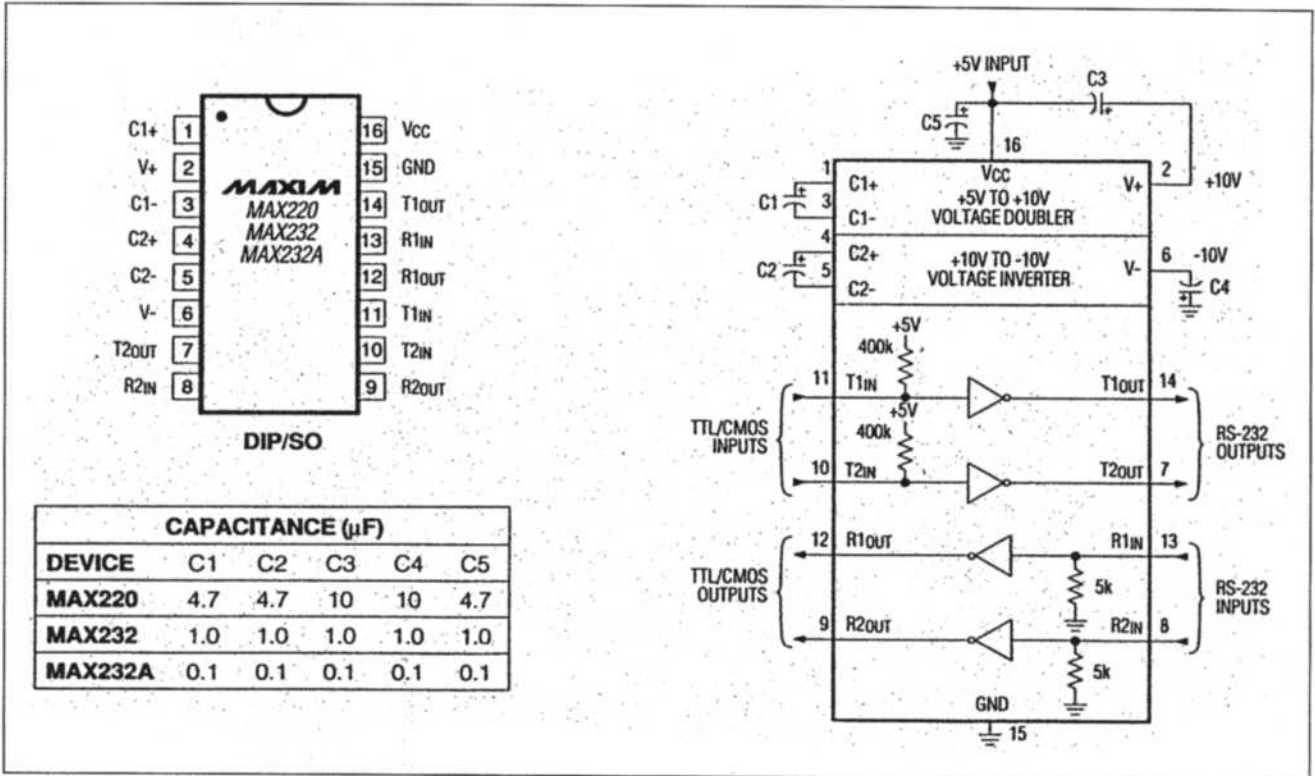 C1+ 1
V+ 2
C1- 3
C2+ 4
C2- 5
V- 6
T2OUT 7
R2IN 8
MAXIM
MAX220
MAX232
MAX232A
16 VCC
15 GND
14 T1OUT
13 R1IN
12 R1OUT
11 T1IN
10 T2IN
9 R2OUT
DIP/SO
CAPACITANCE (µF)
DEVICE C1 C2 C3 C4 C5
MAX220 4.7 4.7 10 10 4.7
MAX232 1.0 1.0 1.0 1.0 1.0
MAX232A 0.1 0.1 0.1 0.1 0.1
+5V INPUT
C3
+
C5
+
16
VCC
1
C1+
C1
+
3
C1-
+5V TO +10V
VOLTAGE DOUBLER
V+
2
+10V
4
C2+
C2
+
5
C2-
+10V TO -10V
VOLTAGE INVERTER
V-
6
-10V
C4
+
+5V
400k
11 T1IN
T1OUT 14
+5V
400k
10 T2IN
T2OUT 7
TTL/CMOS
INPUTS
RS-232
OUTPUTS
12 R1OUT
R1IN 13
5k
9 R2OUT
R2IN 8
5k
TTL/CMOS
OUTPUTS
RS-232
INPUTS
GND
15